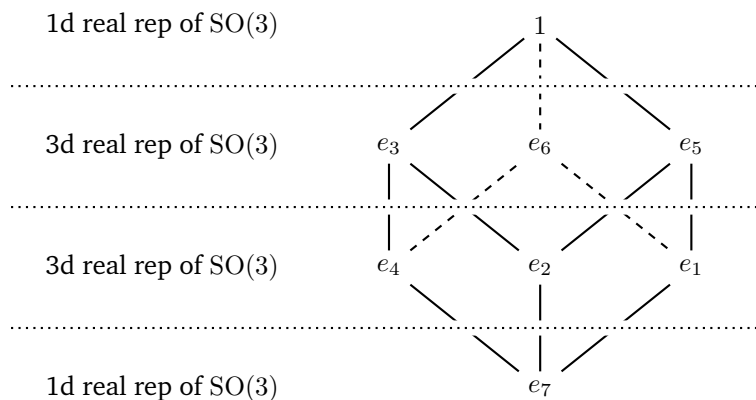 1d real rep of SO(3) 1
3d real rep of SO(3) e₃ e₆ e₅
3d real rep of SO(3) e₄ e₂ e₁
1d real rep of SO(3) e₇